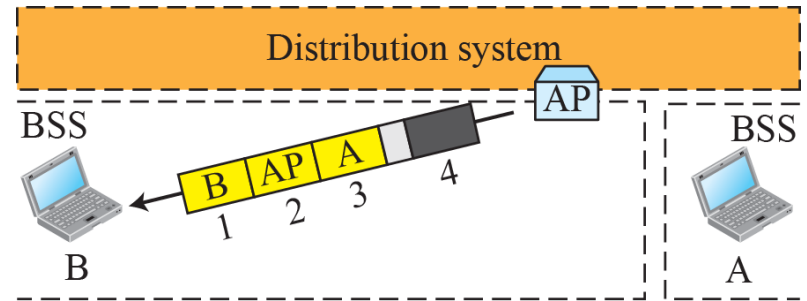 Distribution system
AP
BSS
BSS
B AP A
1 2 3 4
B
A